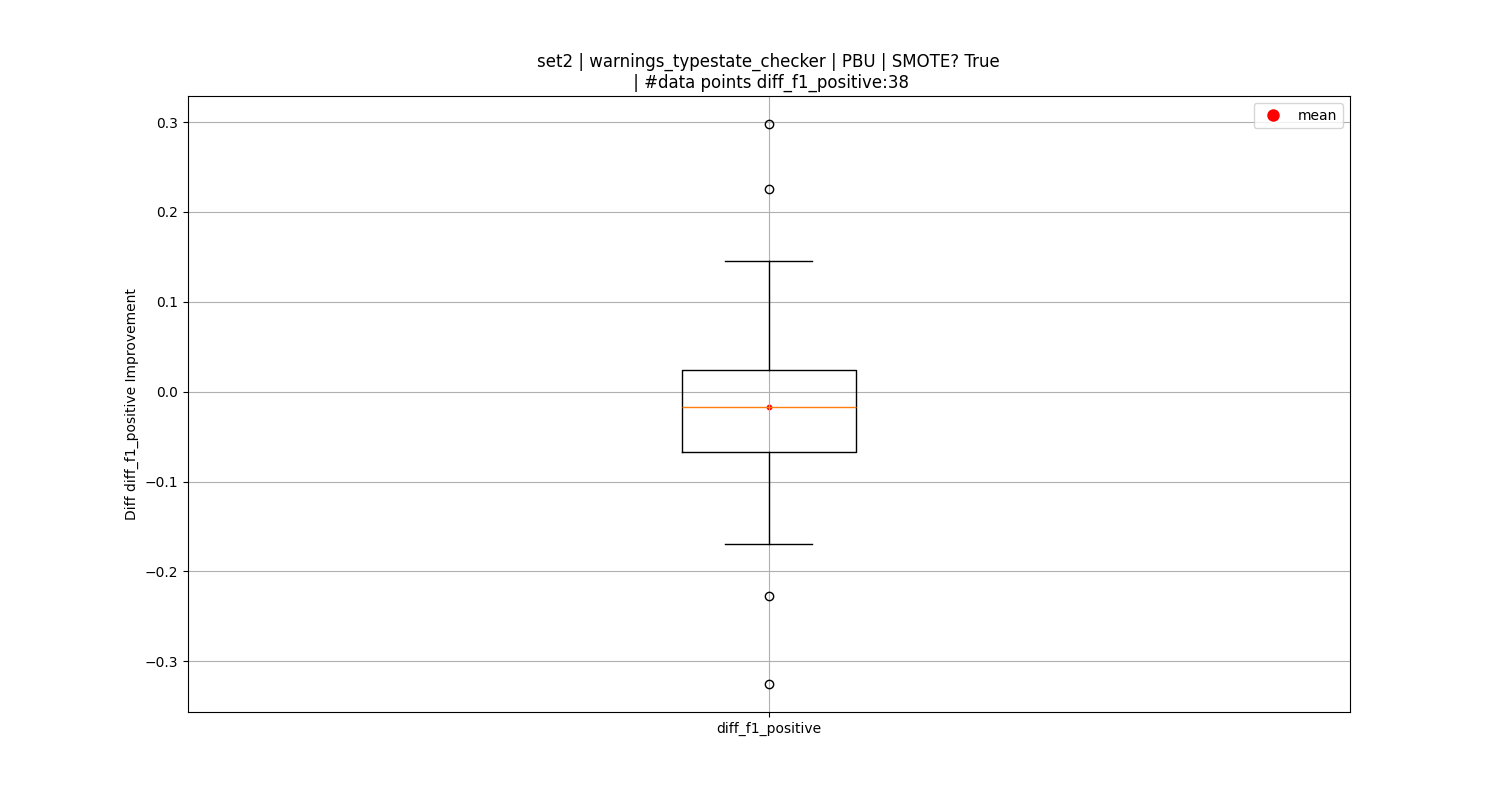 set2 | warnings_typestate_checker | PBU | SMOTE? True
| #data points diff_f1_positive:38
mean
0.3
0.2
0.1
0.0
−0.1
−0.2
−0.3
Diff diff_f1_positive Improvement
diff_f1_positive